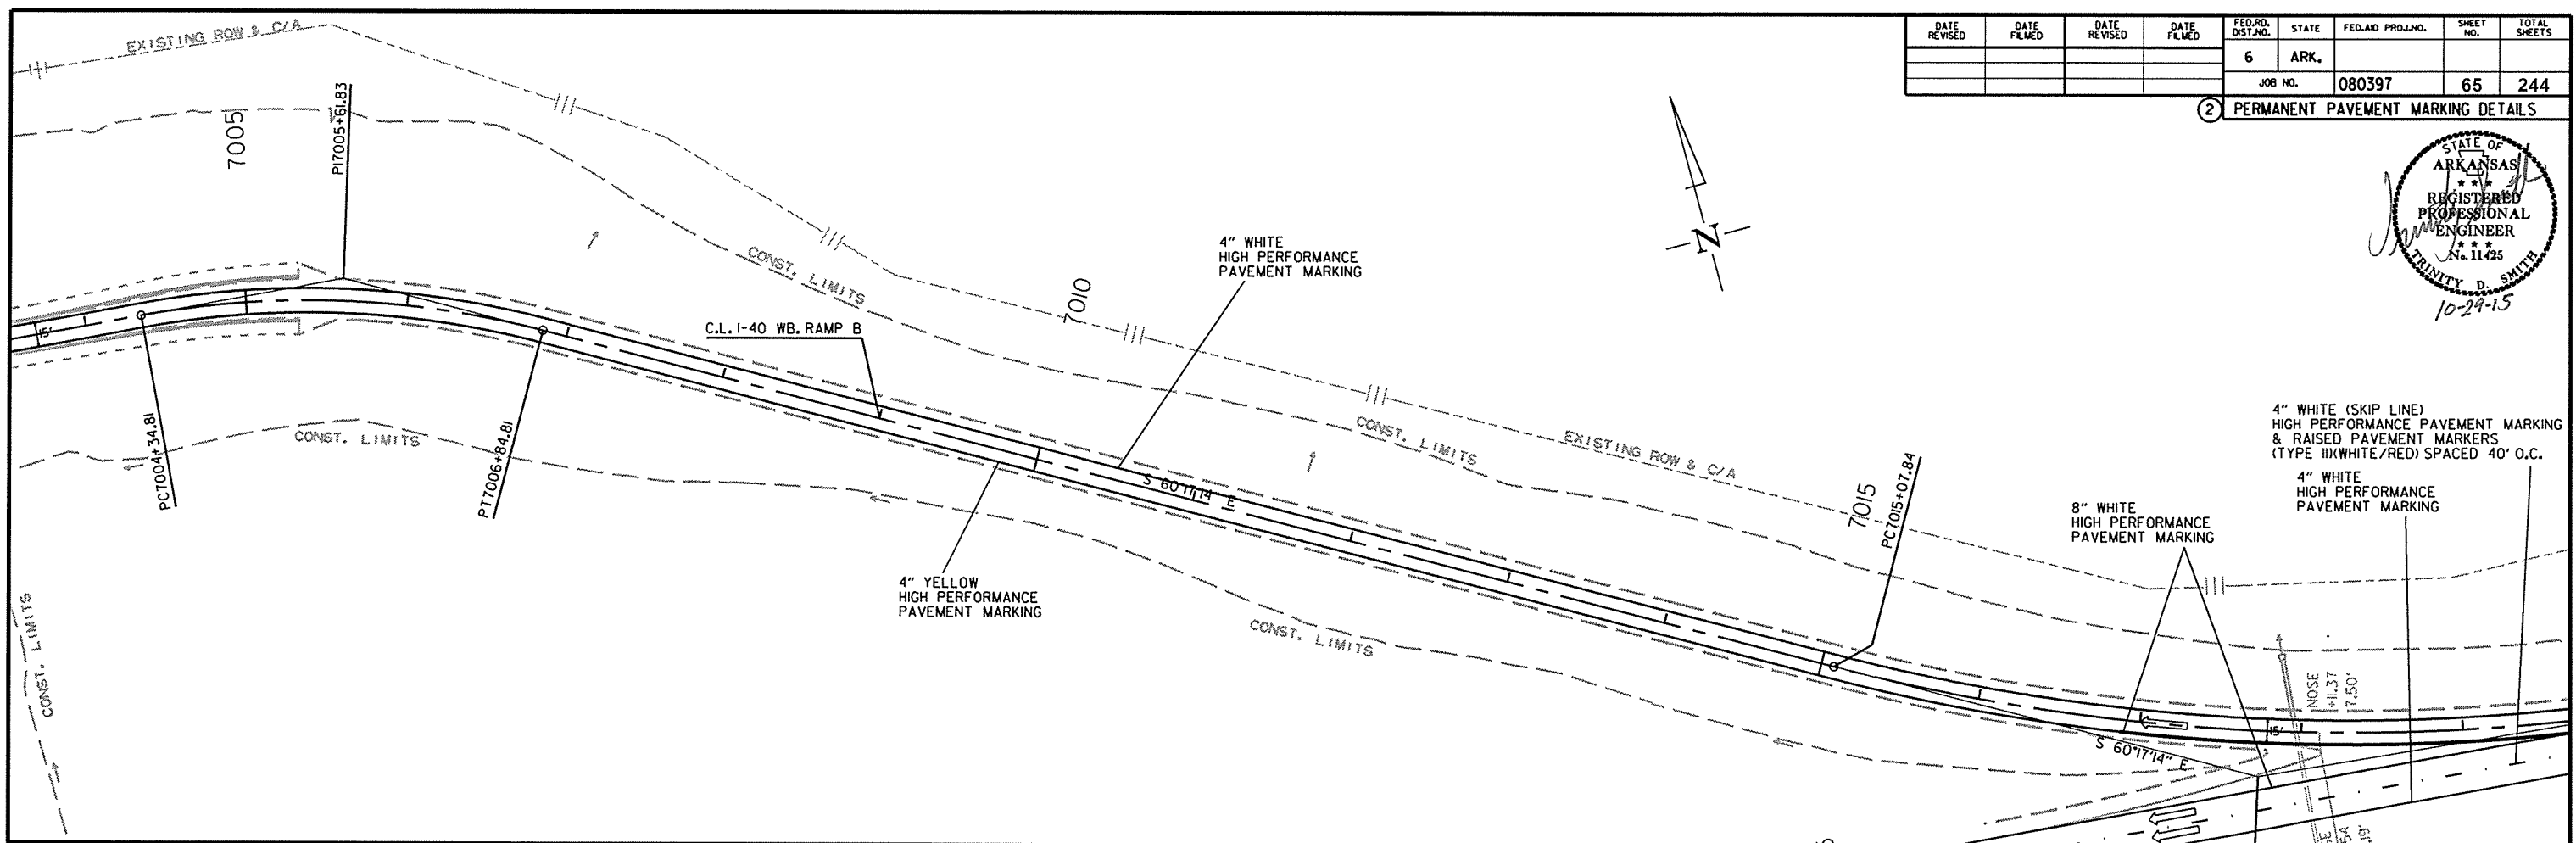 DATE REVISED
DATE FILMED
DATE REVISED
DATE FILMED
FED.RD. DIST.NO.
STATE
FED.AID PROJ.NO.
SHEET NO.
TOTAL SHEETS
6
ARK.
JOB NO.
080397
65
244
2 PERMANENT PAVEMENT MARKING DETAILS
STATE OF
ARKANSAS
★ ★ ★
REGISTERED
PROFESSIONAL
ENGINEER
★ ★ ★
No. 11425
TRINITY D. SMITH
10-29-15
EXISTING ROW & C/A
7005
PI7005+61.83
CONST. LIMITS
C.L. I-40 WB. RAMP B
7010
4" WHITE
HIGH PERFORMANCE
PAVEMENT MARKING
N
15'
PC7004+34.81
CONST. LIMITS
PT7006+84.81
CONST. LIMITS
EXISTING ROW & C/A
S 60°17'14" E
7015
PC7015+07.84
4" WHITE (SKIP LINE)
HIGH PERFORMANCE PAVEMENT MARKING
& RAISED PAVEMENT MARKERS
(TYPE II)(WHITE/RED) SPACED 40' O.C.
4" WHITE
HIGH PERFORMANCE
PAVEMENT MARKING
8" WHITE
HIGH PERFORMANCE
PAVEMENT MARKING
4" YELLOW
HIGH PERFORMANCE
PAVEMENT MARKING
CONST. LIMITS
CONST. LIMITS
NOSE
+11.37
7.50'
15'
S 60°17'14" E